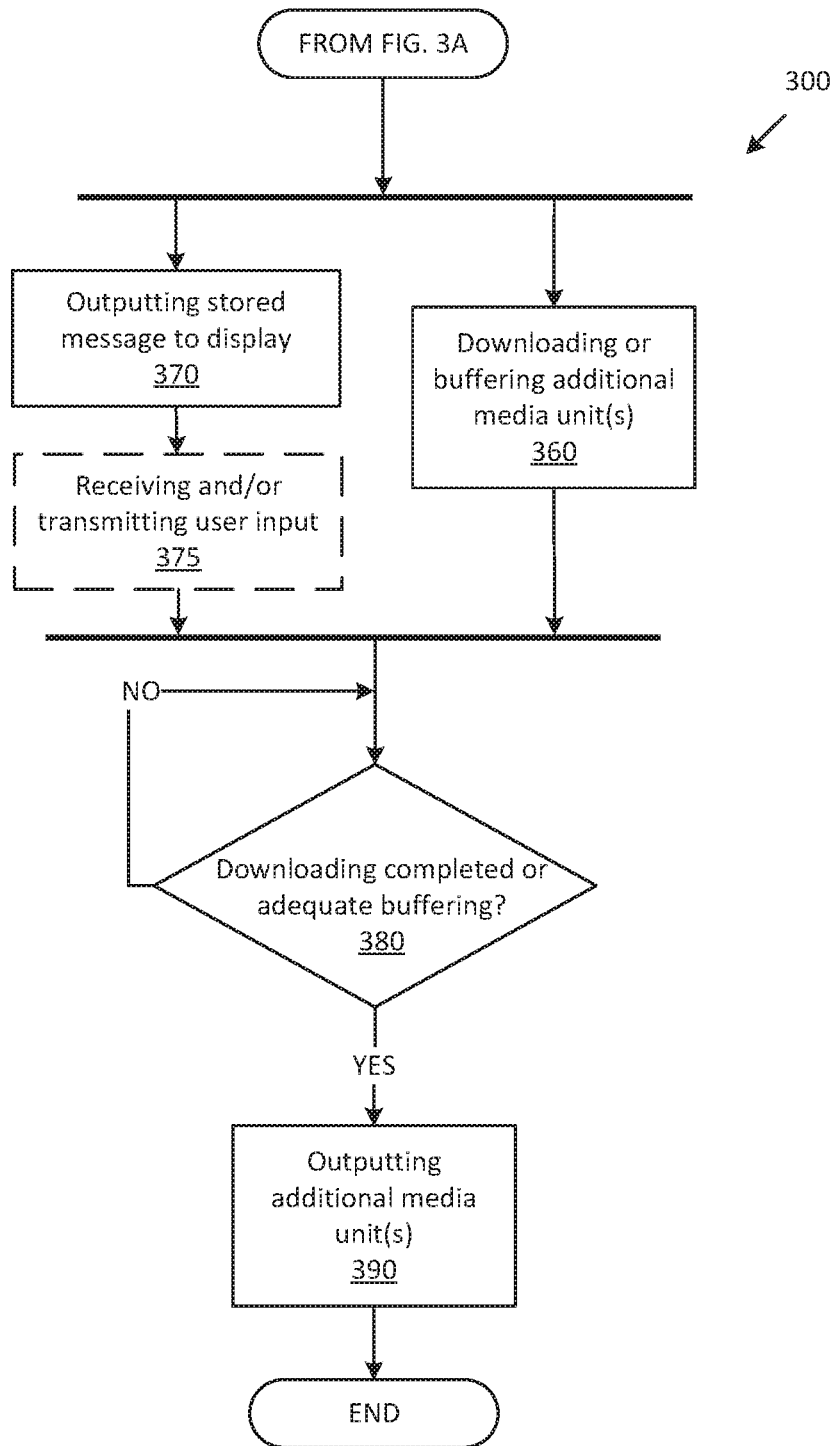 FROM FIG. 3A
300
Outputting stored
message to display
370
Downloading or
buffering additional
media unit(s)
360
Receiving and/or
transmitting user input
375
NO
Downloading completed or
adequate buffering?
380
YES
Outputting
additional media
unit(s)
390
END